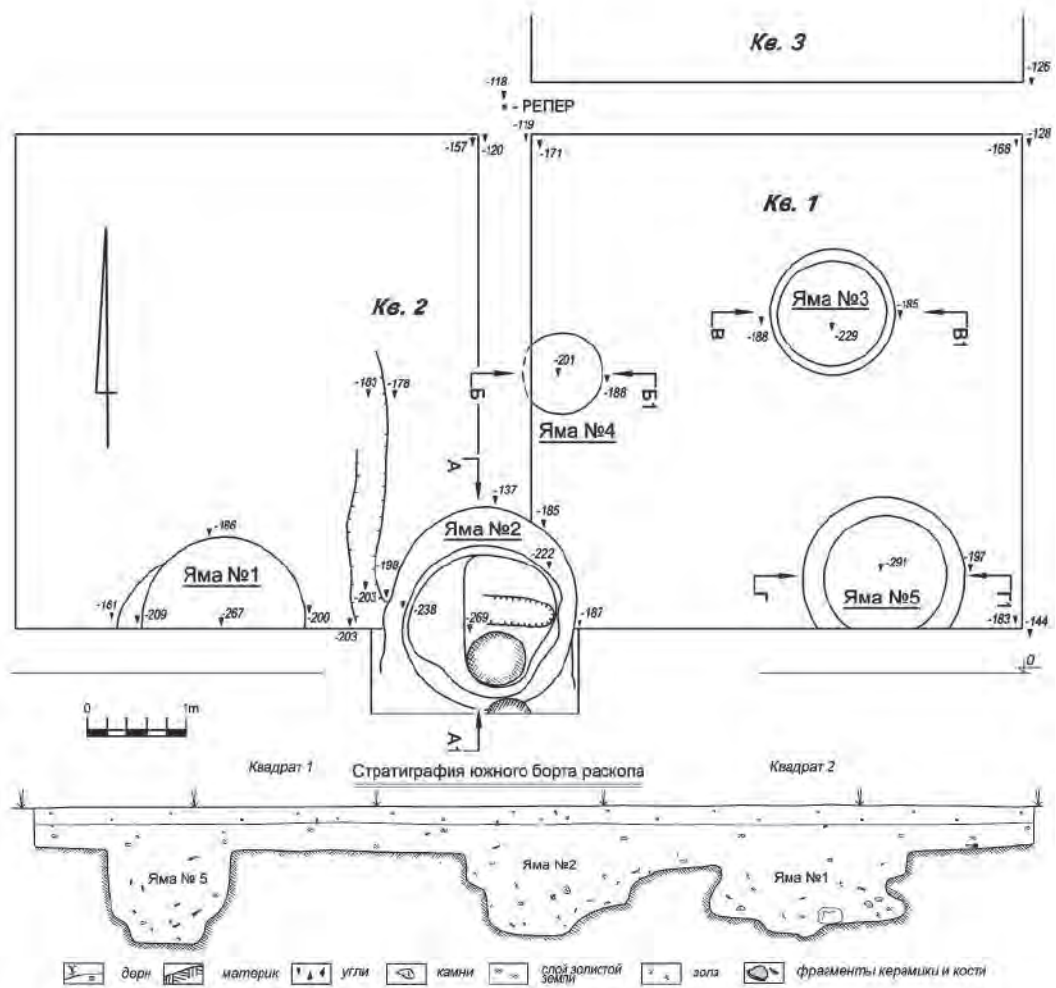 Кв. 3
-126
-118
* - РЕПЕР
-119
-157
-120
-171
-168
-128
Кв. 1
Кв. 2
Яма №3
-185
В
-188
-229
В1
-183
-178
Б
-201
-188
Б1
Яма №4
А
-137
-185
-186
Яма №2
-222
-198
Яма №1
-291
-197
-161
-209
-267
-200
-203
-203
-238
-269
-187
Г
Яма №5
Г1
-183
-144
0
0
1m
А1
Квадрат 1
Стратиграфия южного борта раскопа
Квадрат 2
Яма № 5
Яма №2
Яма №1
дерн
материк
угли
камни
слой золистой земли
зола
фрагменты керамики и кости